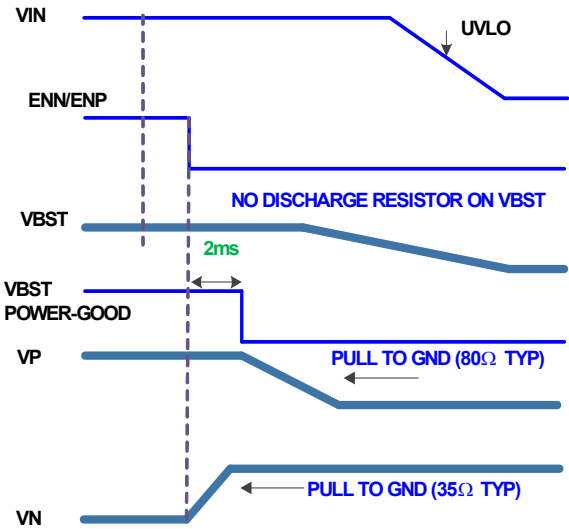 VIN
UVLO
ENN/ENP
NO DISCHARGE RESISTOR ON VBST
VBST
2ms
VBST
POWER-GOOD
VP
PULL TO GND (80Ω TYP)
PULL TO GND (35Ω TYP)
VN